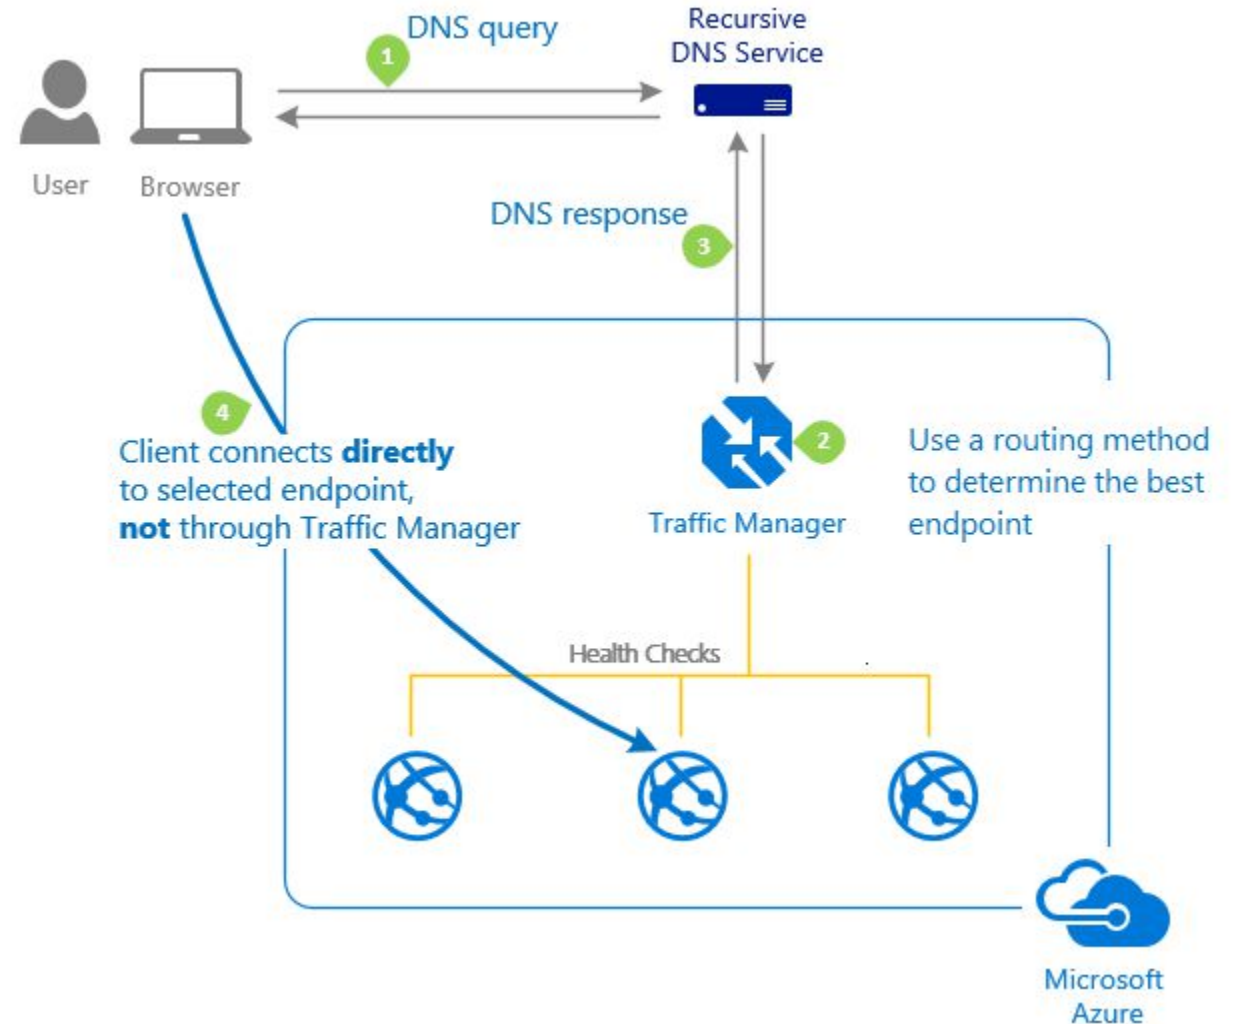 DNS query
1
Recursive
DNS Service
User
Browser
DNS response
3
4
Client connects directly
to selected endpoint,
not through Traffic Manager
2
Traffic Manager
Use a routing method
to determine the best
endpoint
Health Checks
Microsoft
Azure